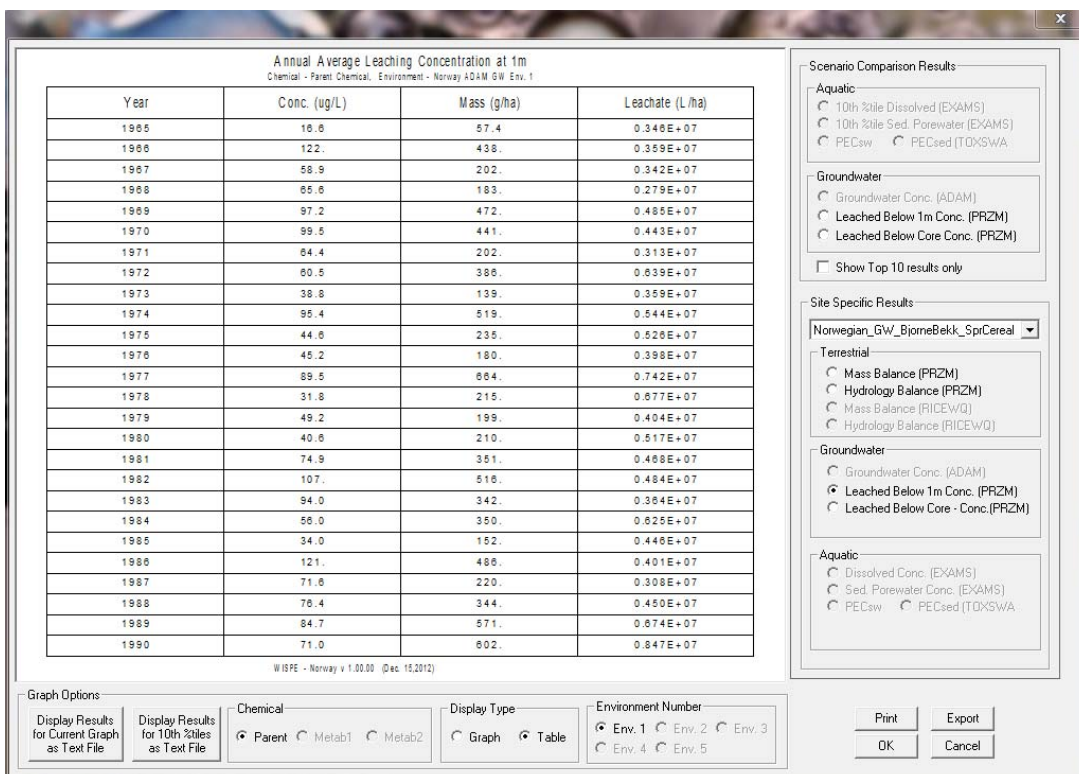 x
Annual Average Leaching Concentration at 1m
Chemical - Parent Chemical, Environment - Norway ADAM GW Env. 1
Year Conc. (ug/L) Mass (g/ha) Leachate (L/ha)
1965 16.6 57.4 0.346E+07
1966 122. 438. 0.359E+07
1967 58.9 202. 0.342E+07
1968 65.6 183. 0.279E+07
1969 97.2 472. 0.485E+07
1970 99.5 441. 0.443E+07
1971 64.4 202. 0.313E+07
1972 60.5 386. 0.639E+07
1973 38.8 139. 0.359E+07
1974 95.4 519. 0.544E+07
1975 44.6 235. 0.526E+07
1976 45.2 180. 0.398E+07
1977 89.5 664. 0.742E+07
1978 31.8 215. 0.677E+07
1979 49.2 199. 0.404E+07
1980 40.6 210. 0.517E+07
1981 74.9 351. 0.468E+07
1982 107. 516. 0.484E+07
1983 94.0 342. 0.364E+07
1984 56.0 350. 0.625E+07
1985 34.0 152. 0.446E+07
1986 121. 486. 0.401E+07
1987 71.6 220. 0.308E+07
1988 76.4 344. 0.450E+07
1989 84.7 571. 0.674E+07
1990 71.0 602. 0.847E+07
WISPE - Norway v 1.00.00 (Dec. 15,2012)
Scenario Comparison Results
Aquatic
10th %tile Dissolved (EXAMS)
10th %tile Sed. Porewater (EXAMS)
PECsw PECsed (TOXSWA
Groundwater
Groundwater Conc. (ADAM)
Leached Below 1m Conc. (PRZM)
Leached Below Core Conc. (PRZM)
Show Top 10 results only
Site Specific Results
Norwegian_GW_BjorneBekk_SprCereal
Terrestrial
Mass Balance (PRZM)
Hydrology Balance (PRZM)
Mass Balance (RICEWQ)
Hydrology Balance (RICEWQ)
Groundwater
Groundwater Conc. (ADAM)
Leached Below 1m Conc. (PRZM)
Leached Below Core - Conc.(PRZM)
Aquatic
Dissolved Conc. (EXAMS)
Sed. Porewater Conc. (EXAMS)
PECsw PECsed (TOXSWA
Graph Options
Display Results
for Current Graph
as Text File
Display Results
for 10th %tiles
as Text File
Chemical
Parent Metab1 Metab2
Display Type
Graph Table
Environment Number
Env. 1 Env. 2 Env. 3
Env. 4 Env. 5
Print Export
OK Cancel